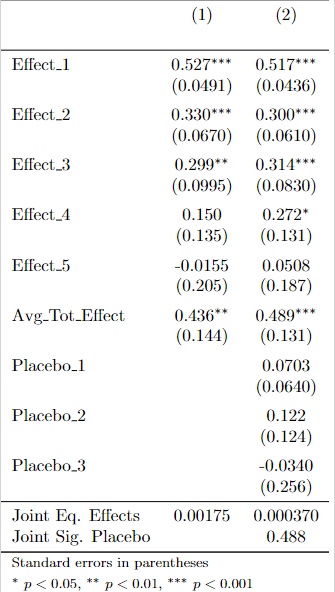 (1) (2)
Effect_1 0.527*** 0.517***
(0.0491) (0.0436)
Effect_2 0.330*** 0.300***
(0.0670) (0.0610)
Effect_3 0.299** 0.314***
(0.0995) (0.0830)
Effect_4 0.150 0.272*
(0.135) (0.131)
Effect_5 -0.0155 0.0508
(0.205) (0.187)
Avg_Tot_Effect 0.436** 0.489***
(0.144) (0.131)
Placebo_1 0.0703
(0.0640)
Placebo_2 0.122
(0.124)
Placebo_3 -0.0340
(0.256)
Joint Eq. Effects 0.00175 0.000370
Joint Sig. Placebo 0.488
Standard errors in parentheses
* p < 0.05, ** p < 0.01, *** p < 0.001